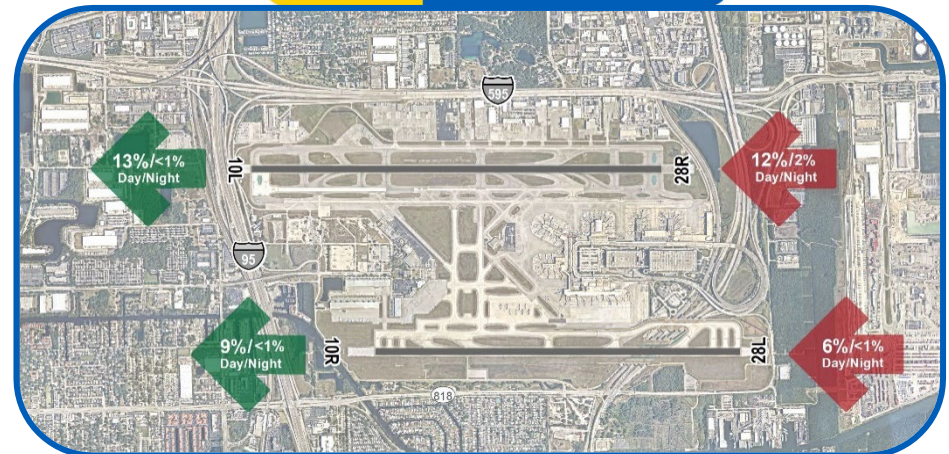 595
13%/<1%
Day/Night
10L
28R
12%/2%
Day/Night
95
9%/<1%
Day/Night
10R
28L
6%/<1%
Day/Night
818